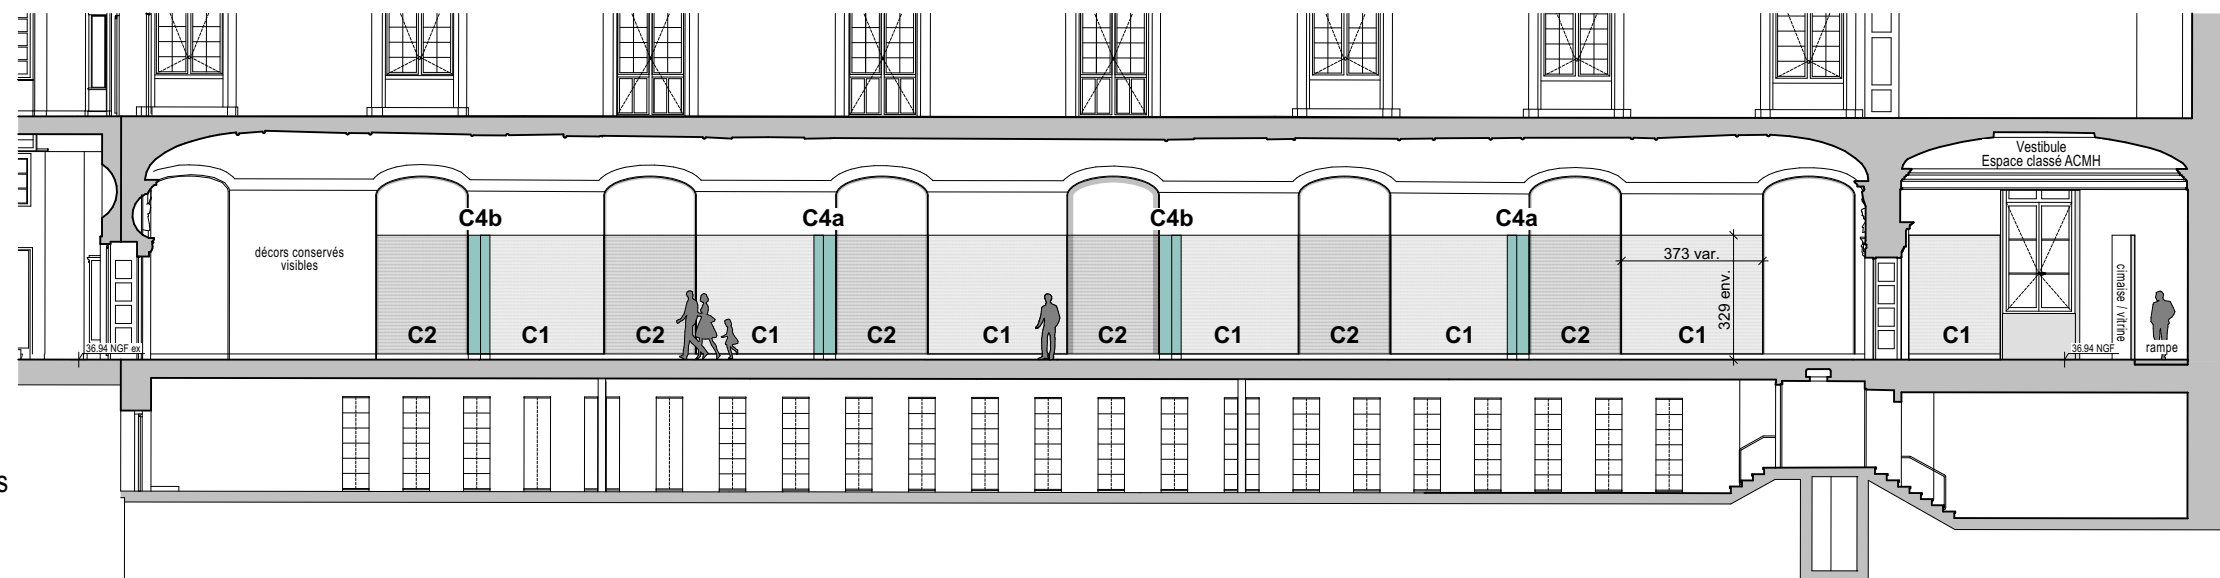 Vestibule
Espace classé ACMH
C4b
C4a
C4b
C4a
décors conservés
visibles
373 var.
329 env.
cimaise / vitrine
C2
C1
C2
C1
C2
C1
C2
C1
C2
C1
C2
C1
C1
36.94 NGF ex
36.94 NGF
rampe
S